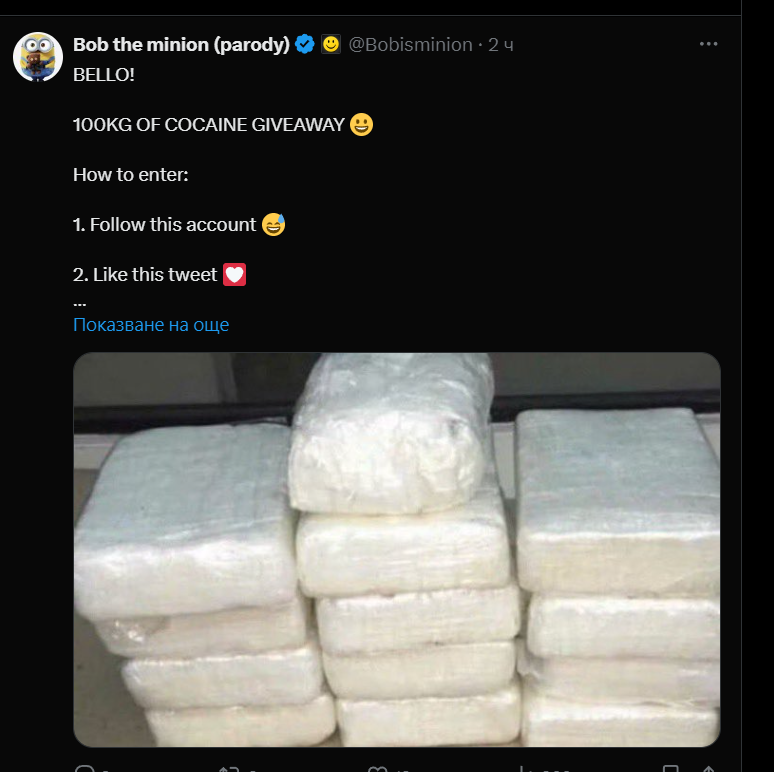 Bob the minion (parody) @Bobisminion · 2 ч
BELLO!
100KG OF COCAINE GIVEAWAY 😀
How to enter:
1. Follow this account 😅
2. Like this tweet 💟
...
Показване на още